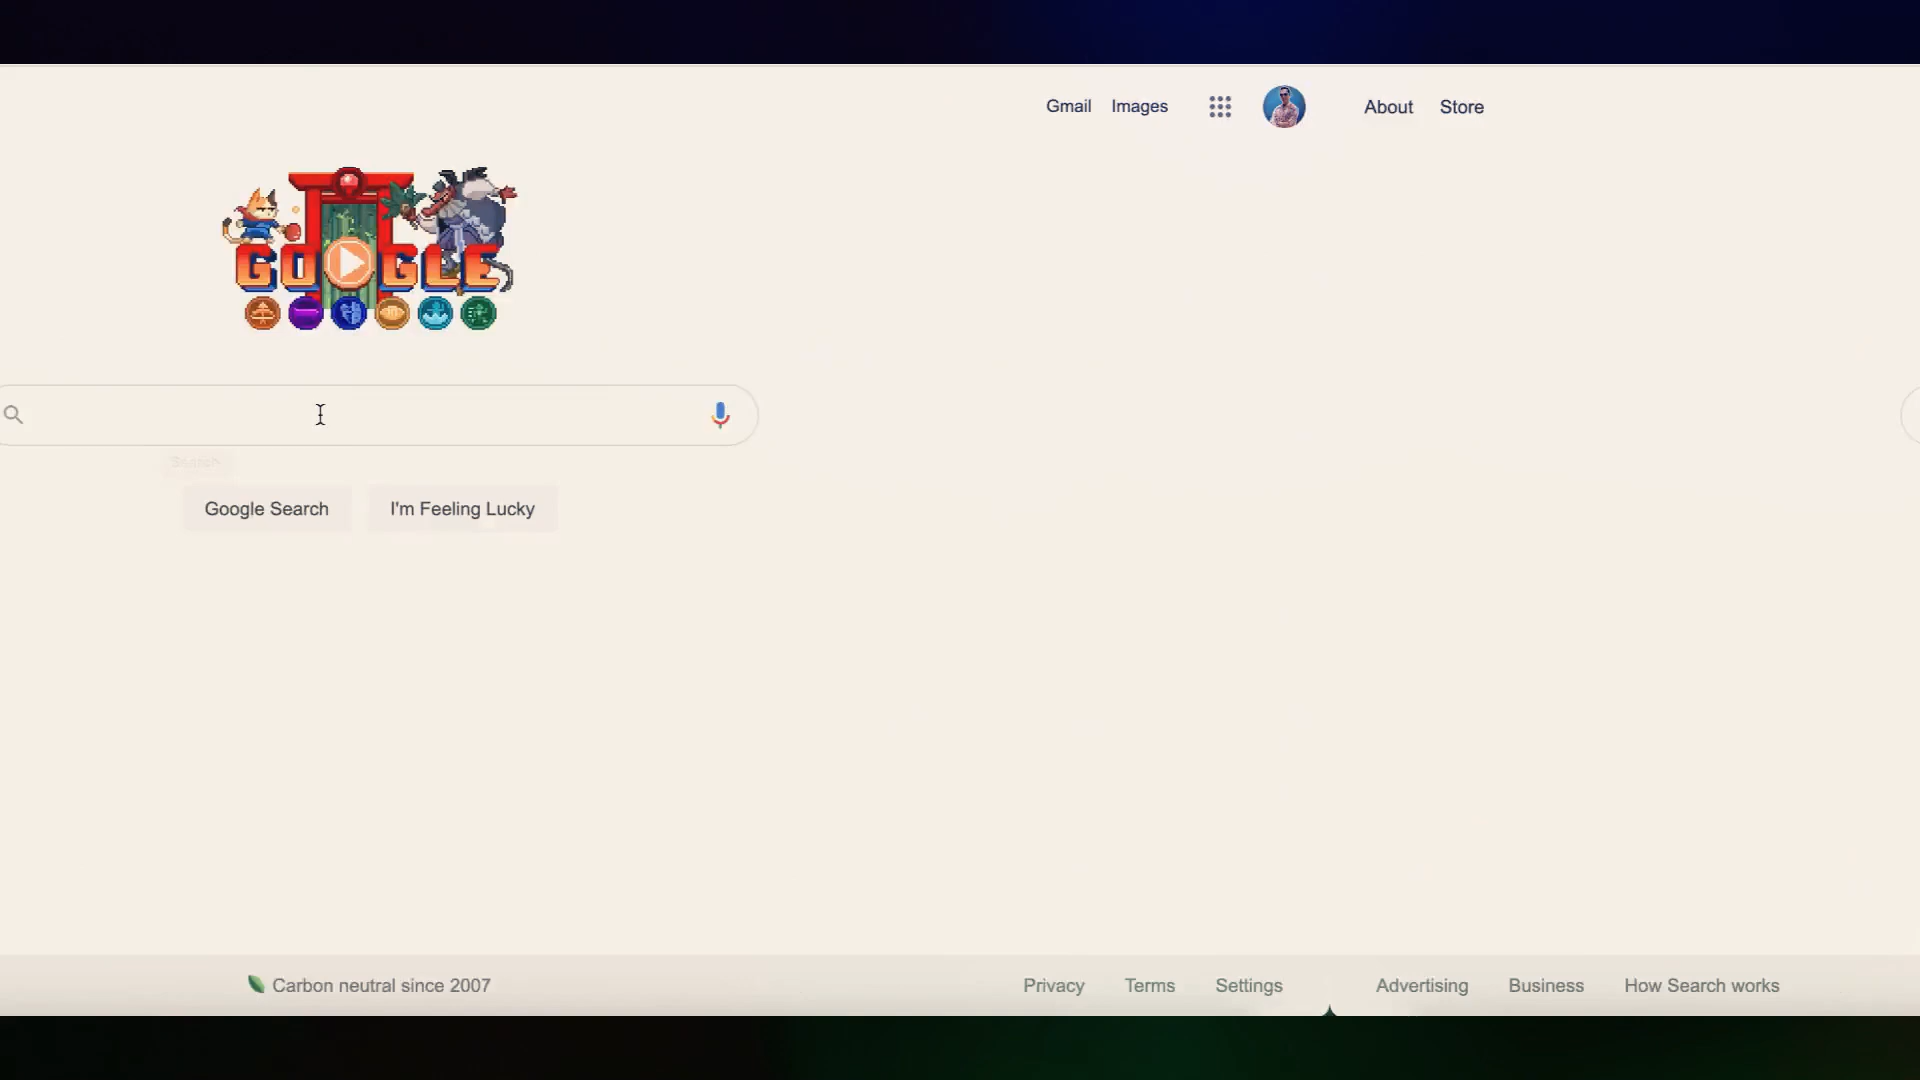 Gmail Images About Store
GOOGLE
Search
Google Search I'm Feeling Lucky
Carbon neutral since 2007 Privacy Terms Settings Advertising Business How Search works